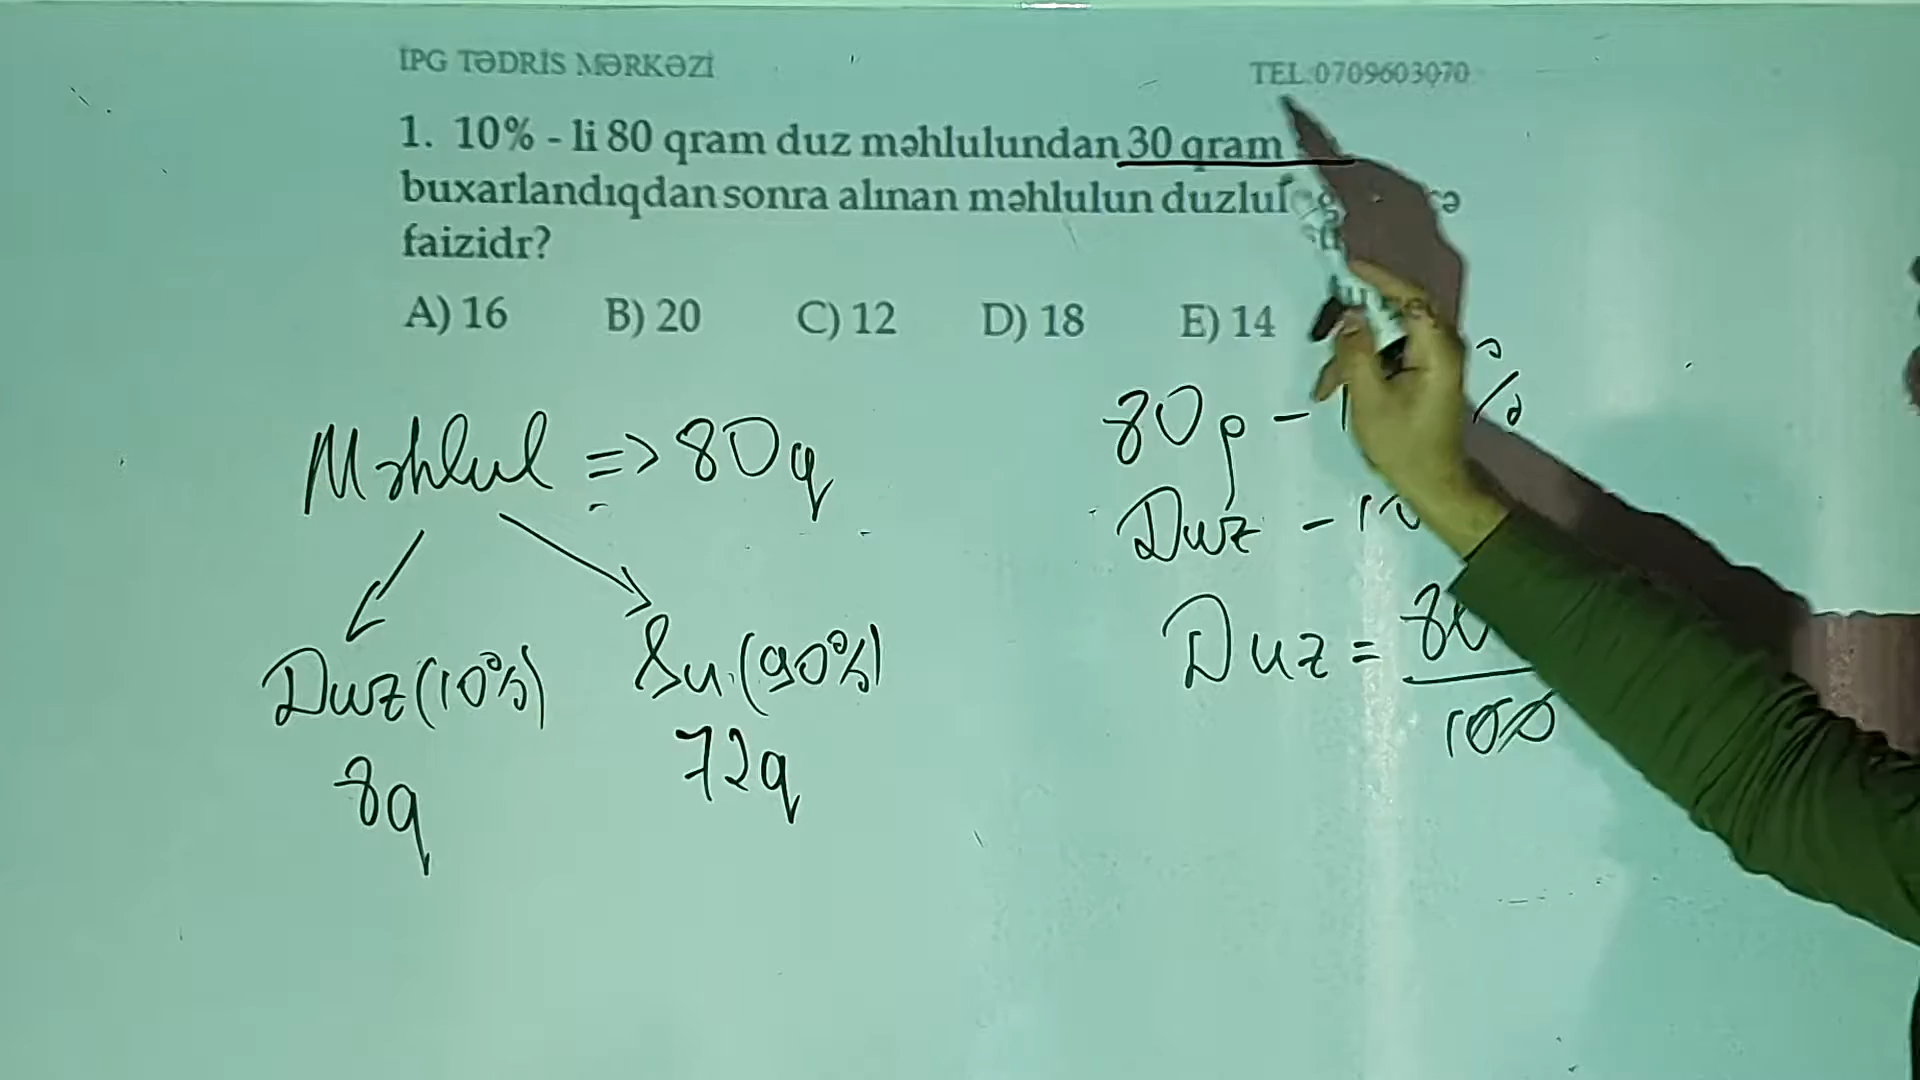 İPG TƏDRİS MƏRKƏZİ
TEL:0709603070
1. 10% - li 80 qram duz məhlulundan 30 qram
buxarlandıqdan sonra alınan məhlulun
faizidr?
A) 16 B) 20 C) 12 D) 18 E) 14
Məhlul => 80q
Duz (10%) Su (90%)
8q 72q
80q - %
Duz -
Duz = 80
100